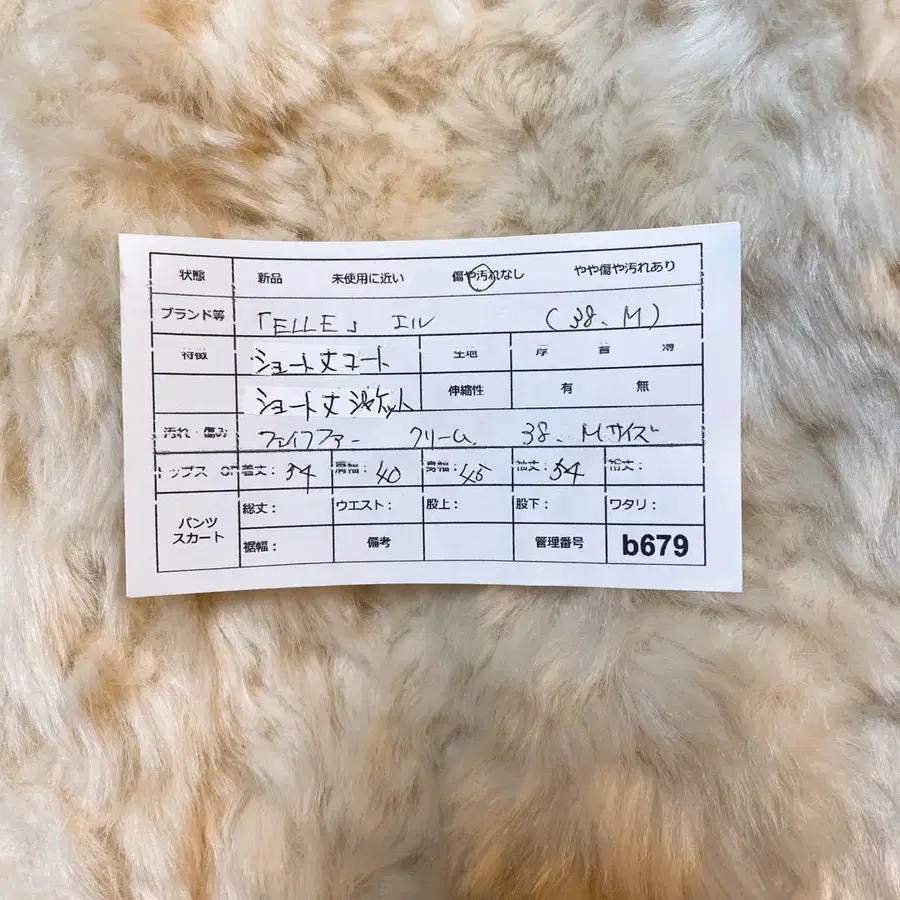 状態 新品 未使用に近い 傷や汚れなし やや傷や汚れあり
ブランド等 「ELLE」 エル (38、M)
特徴 ショート丈コート 生地 厚 普 薄
ショート丈ジャケット 伸縮性 有 無
汚れ・傷み フェイフファー クリーム、 38、Mサイズ
トップス OP 着丈: 54 肩幅: 40 身幅: 45 袖丈: 54 裄丈:
パンツ 総丈: ウエスト: 股上: 股下: ワタリ:
スカート 裾幅: 備考 管理番号 b679